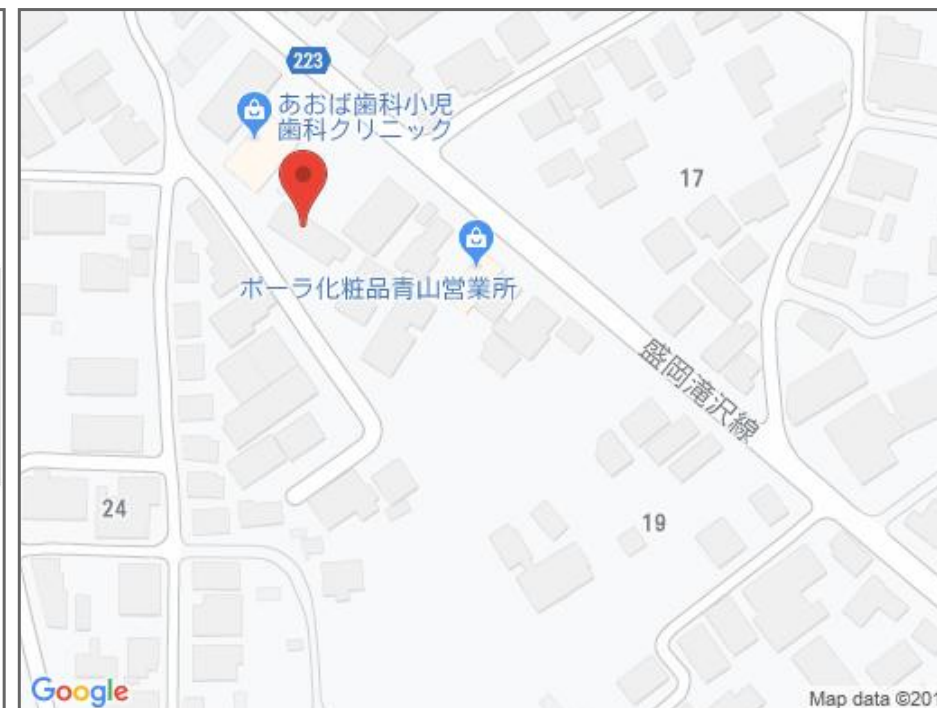 223
あおば歯科小児
歯科クリニック
17
ポーラ化粧品青山営業所
盛岡滝沢線
24
19
Google
Map data ©201